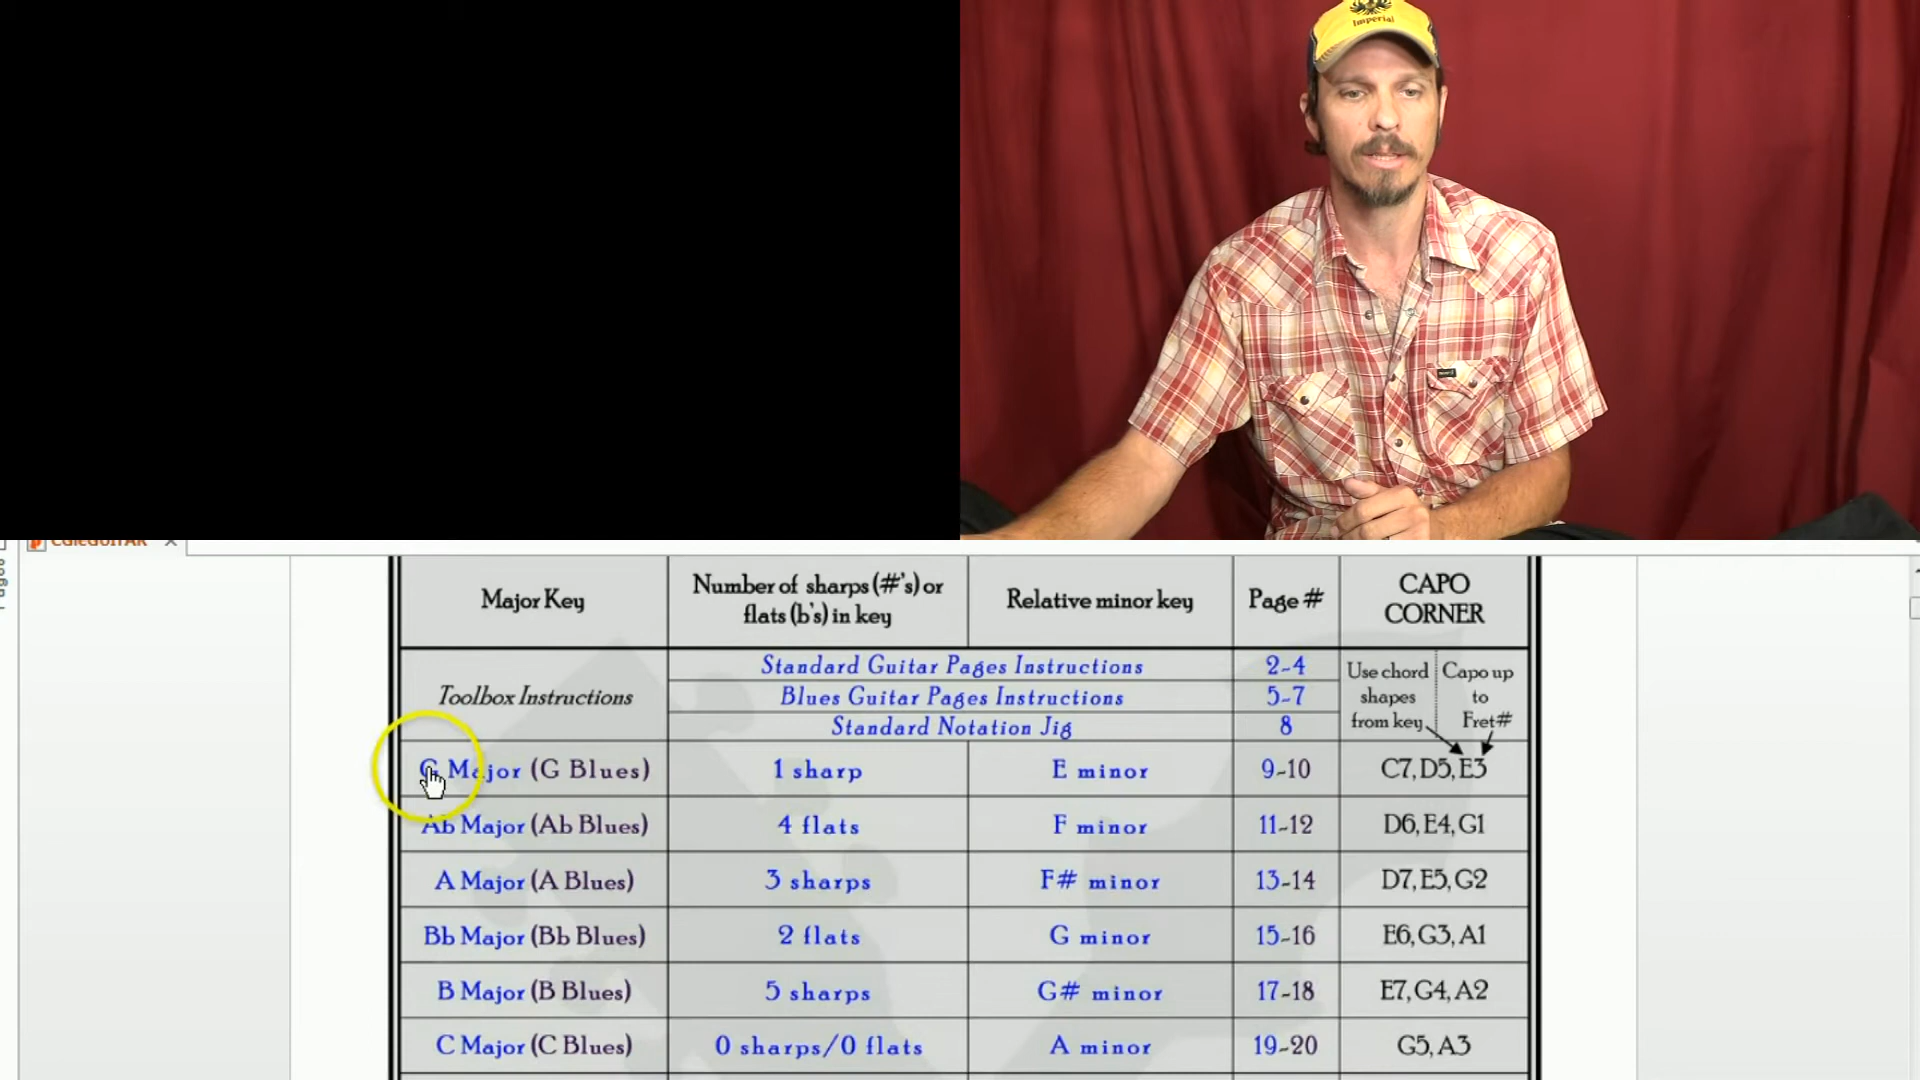 Imperial
CGIEGUITAR
Pages
Major Key
Number of sharps (#'s) or
flats (b's) in key
Relative minor key
Page #
CAPO
CORNER
Toolbox Instructions
Standard Guitar Pages Instructions
2-4
Blues Guitar Pages Instructions
5-7
Standard Notation Jig
8
Use chord
shapes
from key
Capo up
to
Fret#
G Major (G Blues)
1 sharp
E minor
9-10
C7, D5, E3
Ab Major (Ab Blues)
4 flats
F minor
11-12
D6, E4, G1
A Major (A Blues)
3 sharps
F# minor
13-14
D7, E5, G2
Bb Major (Bb Blues)
2 flats
G minor
15-16
E6, G3, A1
B Major (B Blues)
5 sharps
G# minor
17-18
E7, G4, A2
C Major (C Blues)
0 sharps/0 flats
A minor
19-20
G5, A3